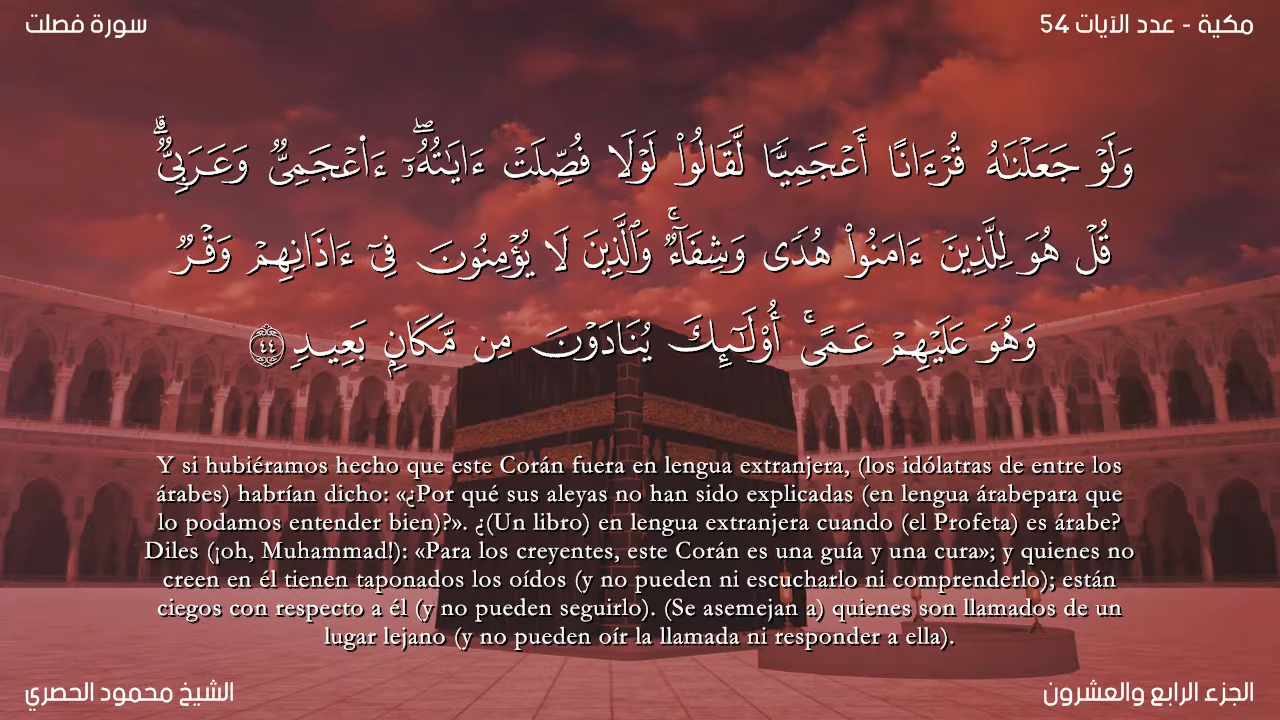 سورة فصلت
مكية - عدد الآيات 54
وَلَوْ جَعَلْنَٰهُ قُرْءَانًا أَعْجَمِيًّا لَّقَالُوا۟ لَوْلَا فُصِّلَتْ ءَايَٰتُهُۥٓ ۖ ءَا۬عْجَمِىٌّ وَعَرَبِىٌّ ۗ
قُلْ هُوَ لِلَّذِينَ ءَامَنُوا۟ هُدًى وَشِفَآءٌ ۚ وَٱلَّذِينَ لَا يُؤْمِنُونَ فِىٓ ءَاذَانِهِمْ وَقْرٌ
وَهُوَ عَلَيْهِمْ عَمًى ۚ أُو۟لَٰٓئِكَ يُنَادَوْنَ مِن مَّكَانٍۭ بَعِيدٍ ٤٤
Y si hubiéramos hecho que este Corán fuera en lengua extranjera, (los idólatras de entre los
árabes) habrían dicho: «¿Por qué sus aleyas no han sido explicadas (en lengua árabepara que
lo podamos entender bien)?». ¿(Un libro) en lengua extranjera cuando (el Profeta) es árabe?
Diles (¡oh, Muhammad!): «Para los creyentes, este Corán es una guía y una cura»; y quienes no
creen en él tienen taponados los oídos (y no pueden ni escucharlo ni comprenderlo); están
ciegos con respecto a él (y no pueden seguirlo). (Se asemejan a) quienes son llamados de un
lugar lejano (y no pueden oír la llamada ni responder a ella).
الشيخ محمود الحصري
الجزء الرابع والعشرون